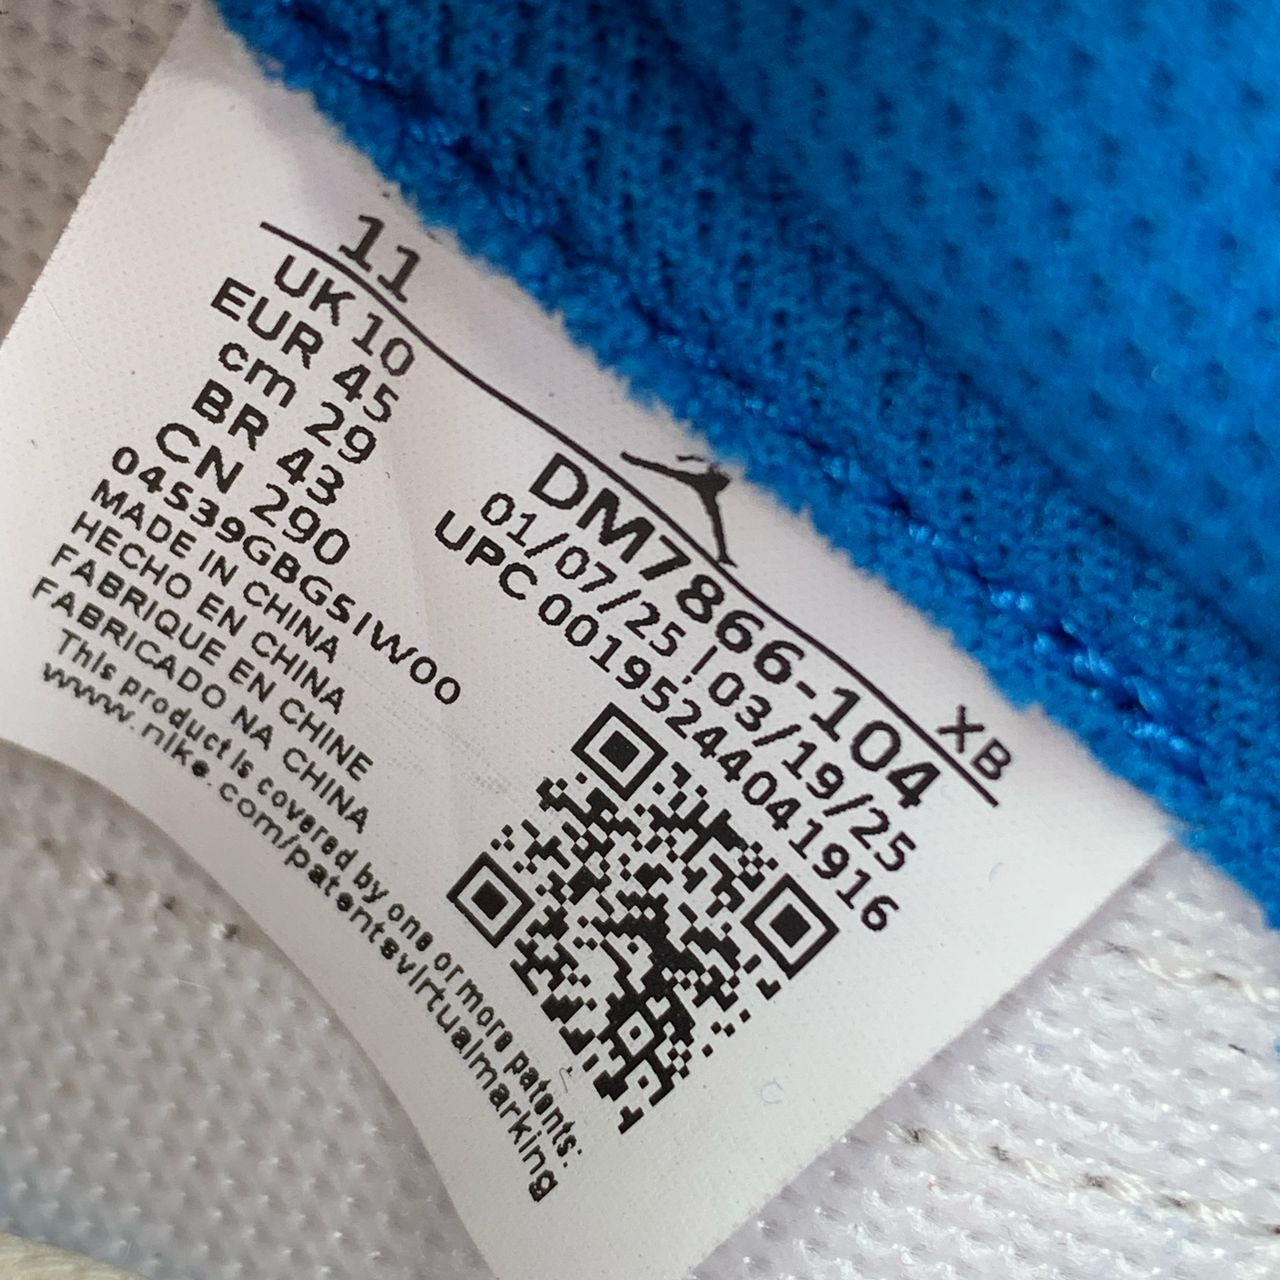 11
UK 10
EUR 45
cm 29
BR 43
CN 290
04539GBGSIW00
MADE IN CHINA
HECHO EN CHINA
FABRIQUE EN CHINE
FABRICADO NA CHINA
This product is covered by one or more patents:
www.nike.com/patentsvirtualmarking
XB
DM7866-104
01/07/25 | 03/19/25
UPC 00195244041916